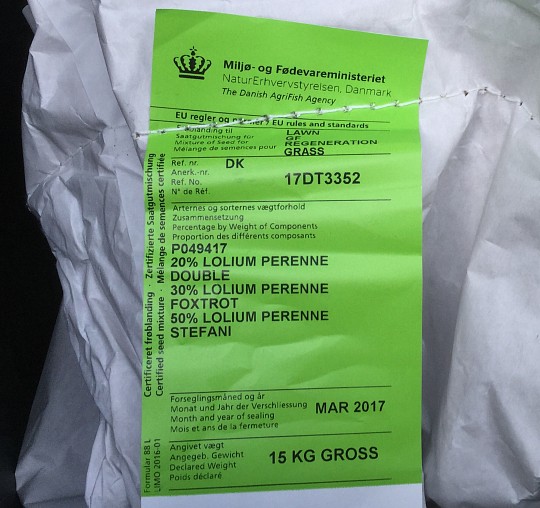 Miljø- og Fødevareministeriet
NaturErhvervstyrelsen, Danmark
The Danish AgriFish Agency
EU regler og / EU rules and standards
Frøblanding til
Saatgutmischung für
Mixture of Seed for
Mélange de semences pour
LAWN
GF
REGENERATION
GRASS
Ref. nr.
Anerk.-nr.
Ref. No.
N° de Réf.
DK
17DT3352
Arternes og sorternes vægtforhold
Zusammensetzung
Percentage by Weight of Components
Proportion des différents composants
P049417
20% LOLIUM PERENNE
DOUBLE
30% LOLIUM PERENNE
FOXTROT
50% LOLIUM PERENNE
STEFANI
Forseglingsmåned og år
Monat und Jahr der Verschliessung
Month and year of sealing
Mois et ans de la fermeture
MAR 2017
Angivet vægt
Angegeb. Gewicht
Declared Weight
Poids déclaré
15 KG GROSS
Certificeret frøblanding · Zertifizierte Saatgutmischung
Certified seed mixture · Mélange de semences certifiée
Formular 88 L
LIMO 2016-01